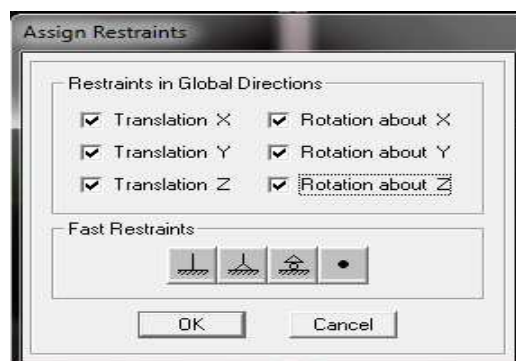 Assign Restraints
Restraints in Global Directions
Translation X Rotation about X
Translation Y Rotation about Y
Translation Z Rotation about Z
Fast Restraints
OK Cancel